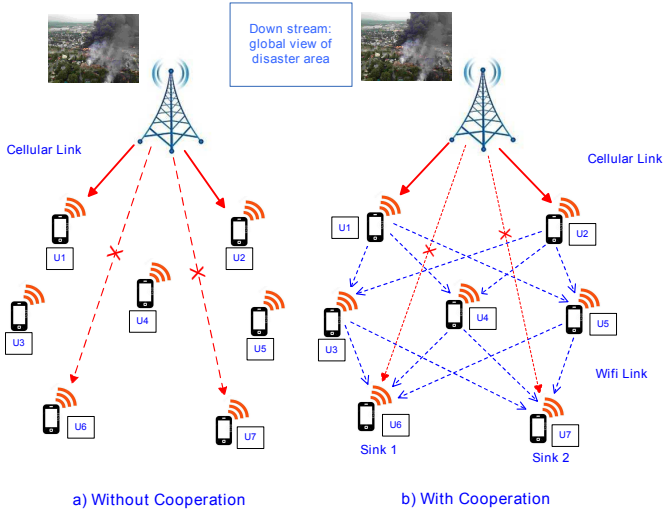 Down stream:
global view of
disaster area
Cellular Link
U1
U2
U3
U4
U5
U6
U7
a) Without Cooperation
Cellular Link
U1
U2
U3
U4
U5
Wifi Link
U6
U7
Sink 1
Sink 2
b) With Cooperation